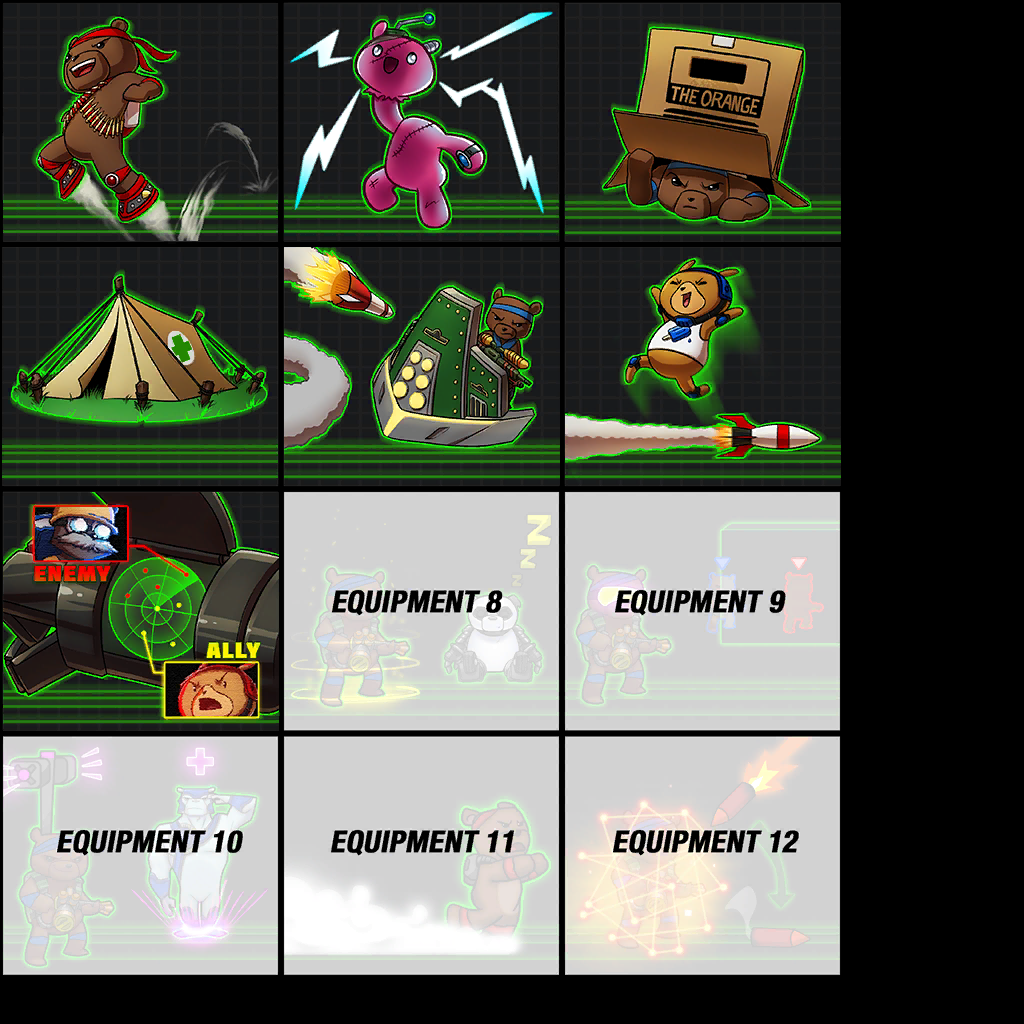 THE ORANGE
ENEMY
ALLY
Z
Z
Z
EQUIPMENT 8
EQUIPMENT 9
EQUIPMENT 10
EQUIPMENT 11
EQUIPMENT 12